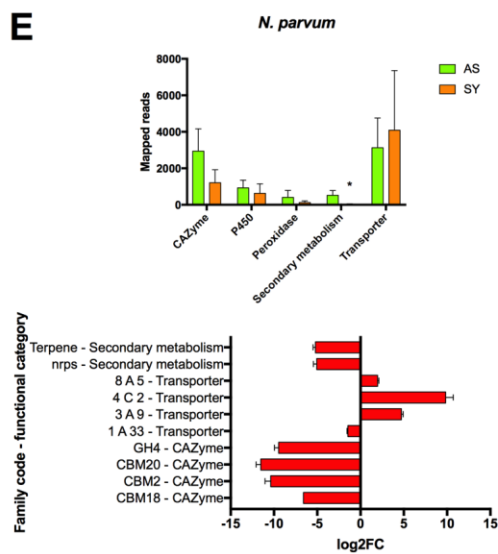 E
N. parvum
AS
SY
Mapped reads
8000
6000
4000
2000
0
*
CAZyme
P450
Peroxidase
Secondary metabolism
Transporter
Family code - functional category
Terpene - Secondary metabolism
nrps - Secondary metabolism
8 A 5 - Transporter
4 C 2 - Transporter
3 A 9 - Transporter
1 A 33 - Transporter
GH4 - CAZyme
CBM20 - CAZyme
CBM2 - CAZyme
CBM18 - CAZyme
-15 -10 -5 0 5 10 15
log2FC